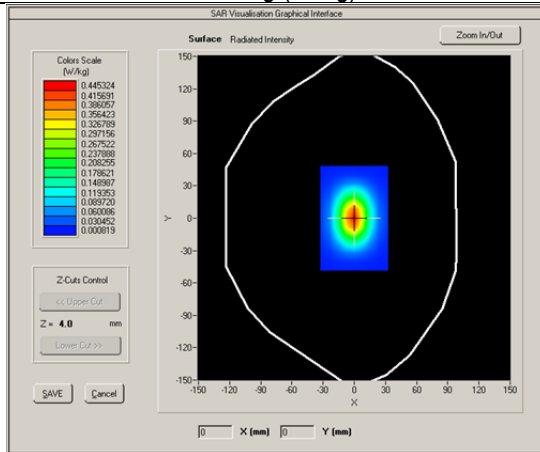 SAR Visualisation Graphical Interface
Surface Radiated Intensity
Zoom In/Out
Colors Scale
(W/kg)
0.445324
0.415691
0.386057
0.356423
0.326789
0.297156
0.267522
0.237888
0.208255
0.178621
0.148987
0.119353
0.089720
0.060086
0.030452
0.000819
Z-Cuts Control
<< Upper Cut
Z = 4.0 mm
Lower Cut >>
SAVE
Cancel
150
120
90
60
30
0
-30
-60
-90
-120
-150
Y
-150 -120 -90 -60 -30 0 30 60 90 120 150
X
0 X (mm) 0 Y (mm)